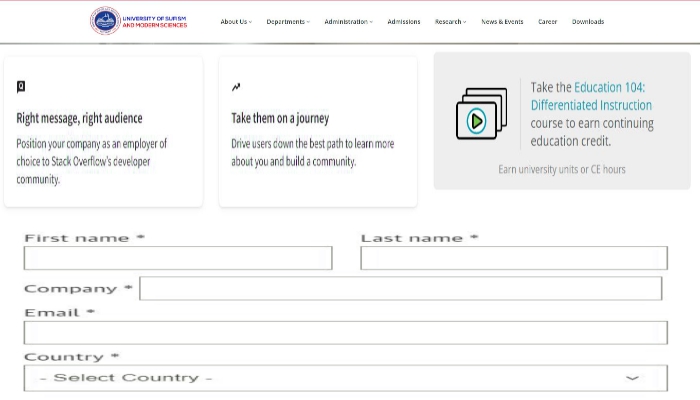 UNIVERSITY OF SUFISM
AND MODERN SCIENCES
About Us
Departments
Administration
Admissions
Research
News & Events
Career
Downloads
Right message, right audience
Position your company as an employer of
choice to Stack Overflow's developer
community.
Take them on a journey
Drive users down the best path to learn more
about you and build a community.
Take the Education 104:
Differentiated Instruction
course to earn continuing
education credit.
Earn university units or CE hours
First name *
Last name *
Company *
Email *
Country *
- Select Country -